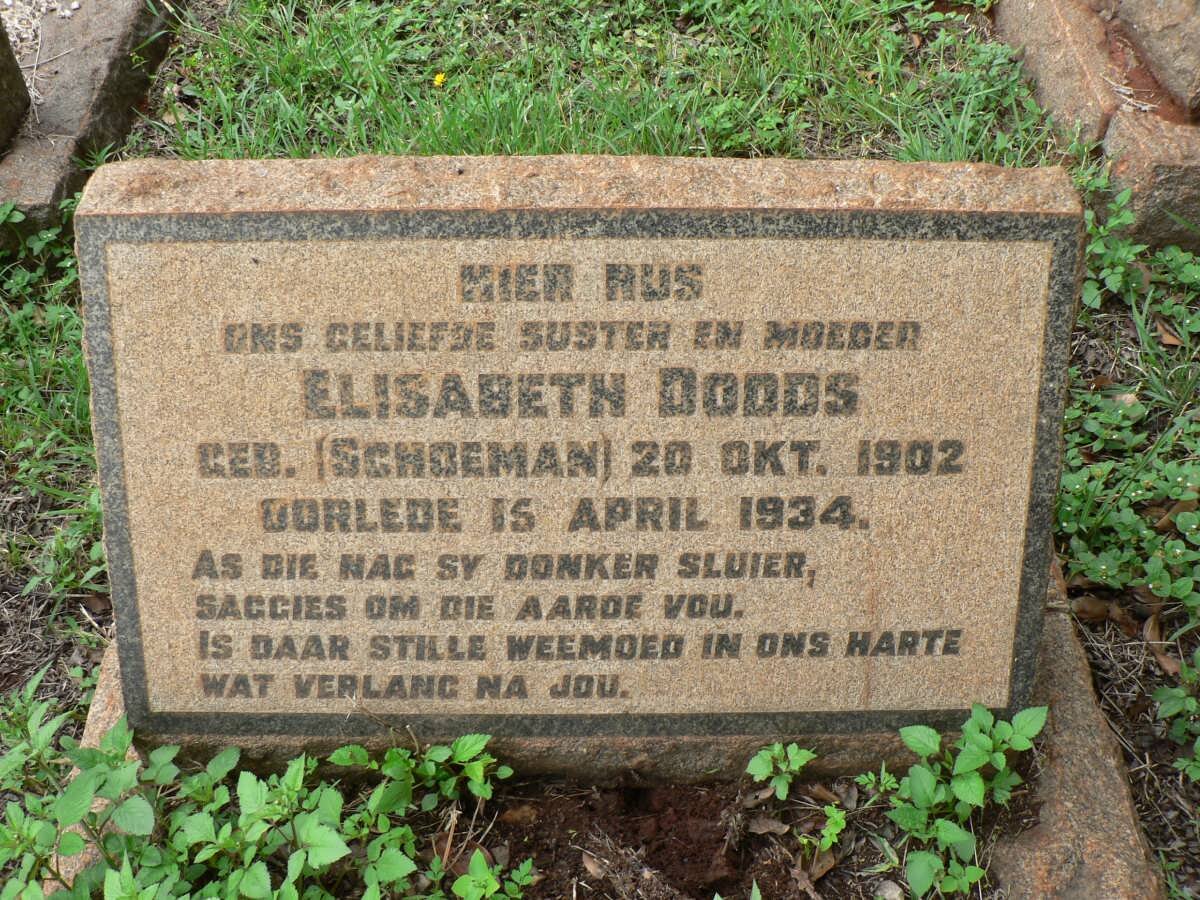 HIER RUS
ONS GELIEFDE SUSTER EN MOEDER
ELISABETH DODDS
GEB. (SCHOEMAN) 20 OKT. 1902
OORLEDE 15 APRIL 1934.
AS DIE NAG SY DONKER SLUIER,
SAGGIES OM DIE AARDE VOU.
IS DAAR STILLE WEEMOED IN ONS HARTE
WAT VERLANG NA JOU.